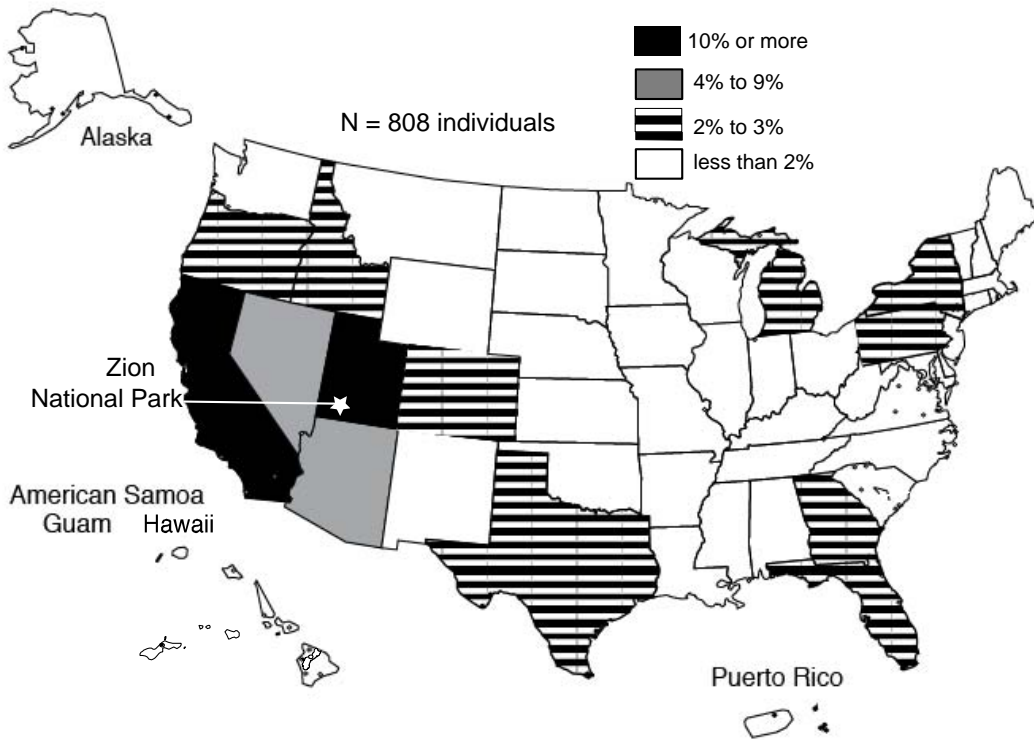 10% or more
4% to 9%
2% to 3%
less than 2%
N = 808 individuals
Alaska
Zion
National Park
American Samoa
Guam Hawaii
Puerto Rico